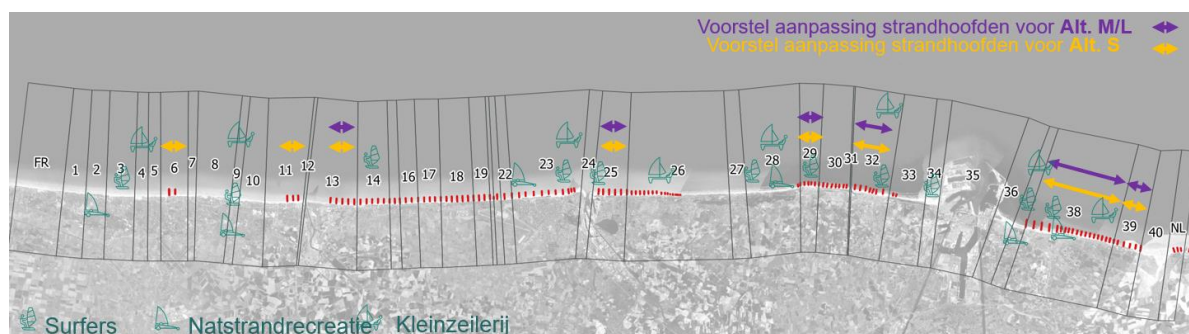 Voorstel aanpassing strandhoofden voor Alt. M/L
Voorstel aanpassing strandhoofden voor Alt. S
FR 1 2 3 4 5 6 7 8 9 10 11 12 13 14 16 17 18 19 22 23 24 25 26 27 28 29 30 31 32 33 34 35 36 38 39 40 NL
Surfers Natstrandrecreatie Kleinzeilerij